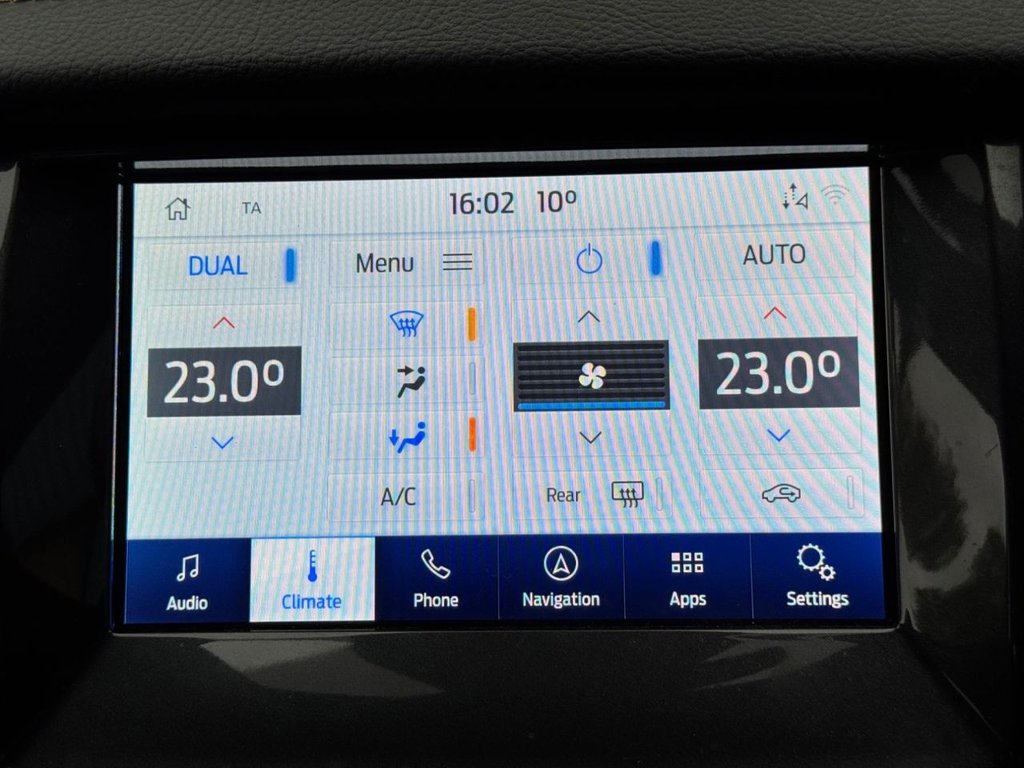 TA 16:02 10º
DUAL Menu AUTO
23.0º 23.0º
A/C Rear
Audio Climate Phone Navigation Apps Settings